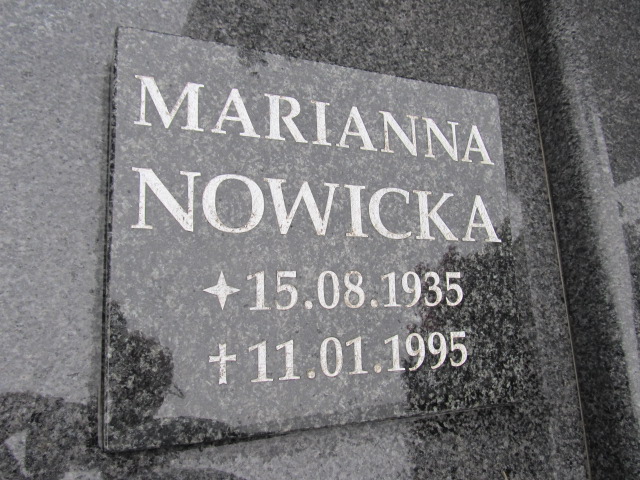 MARIANNA
NOWICKA
✦ 15.08.1935
✝ 11.01.1995